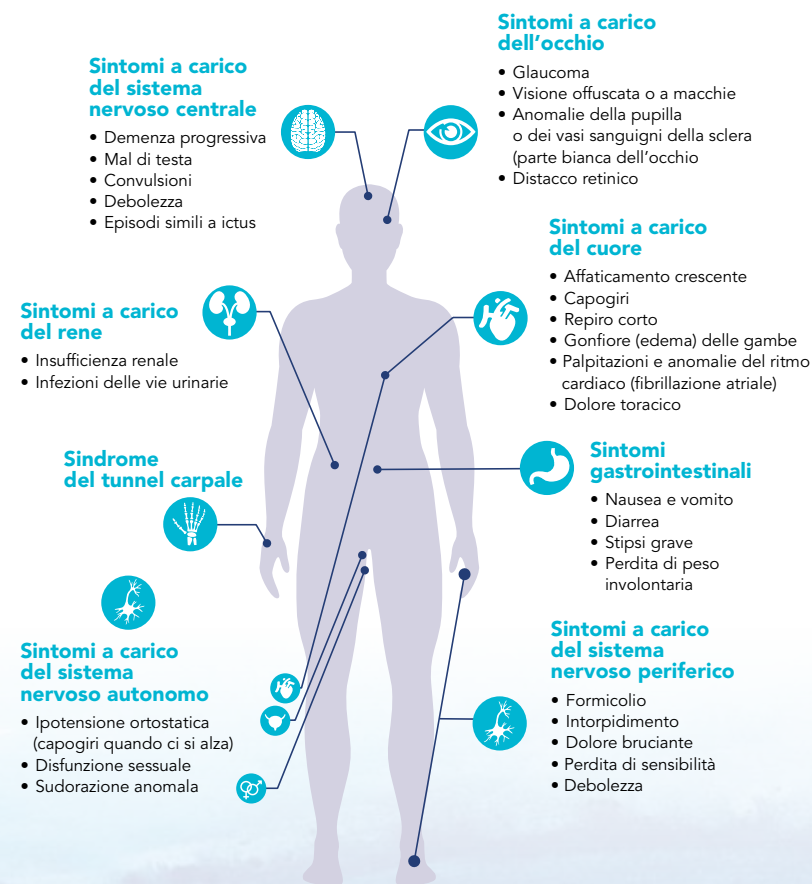 Sintomi a carico
del sistema
nervoso centrale
• Demenza progressiva
• Mal di testa
• Convulsioni
• Debolezza
• Episodi simili a ictus
Sintomi a carico
dell'occhio
• Glaucoma
• Visione offuscata o a macchie
• Anomalie della pupilla
o dei vasi sanguigni della sclera
(parte bianca dell'occhio
• Distacco retinico
Sintomi a carico
del cuore
• Affaticamento crescente
• Capogiri
• Repiro corto
• Gonfiore (edema) delle gambe
• Palpitazioni e anomalie del ritmo
cardiaco (fibrillazione atriale)
• Dolore toracico
Sintomi a carico
del rene
• Insufficienza renale
• Infezioni delle vie urinarie
Sindrome
del tunnel carpale
Sintomi
gastrointestinali
• Nausea e vomito
• Diarrea
• Stipsi grave
• Perdita di peso
involontaria
Sintomi a carico
del sistema
nervoso autonomo
• Ipotensione ortostatica
(capogiri quando ci si alza)
• Disfunzione sessuale
• Sudorazione anomala
Sintomi a carico
del sistema
nervoso periferico
• Formicolio
• Intorpidimento
• Dolore bruciante
• Perdita di sensibilità
• Debolezza